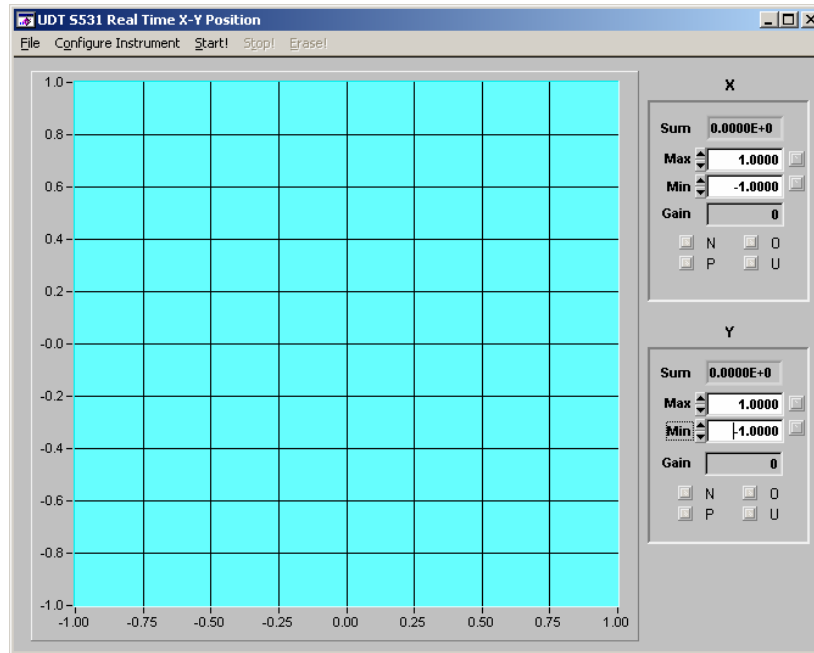 UDT S531 Real Time X-Y Position
File Configure Instrument Start! Stop! Erase!
1.0
0.8
0.6
0.4
0.2
-0.0
-0.2
-0.4
-0.6
-0.8
-1.0
-1.00 -0.75 -0.50 -0.25 0.00 0.25 0.50 0.75 1.00
X
Sum 0.0000E+0
Max 1.0000
Min -1.0000
Gain 0
N O
P U
Y
Sum 0.0000E+0
Max 1.0000
Min -1.0000
Gain 0
N O
P U